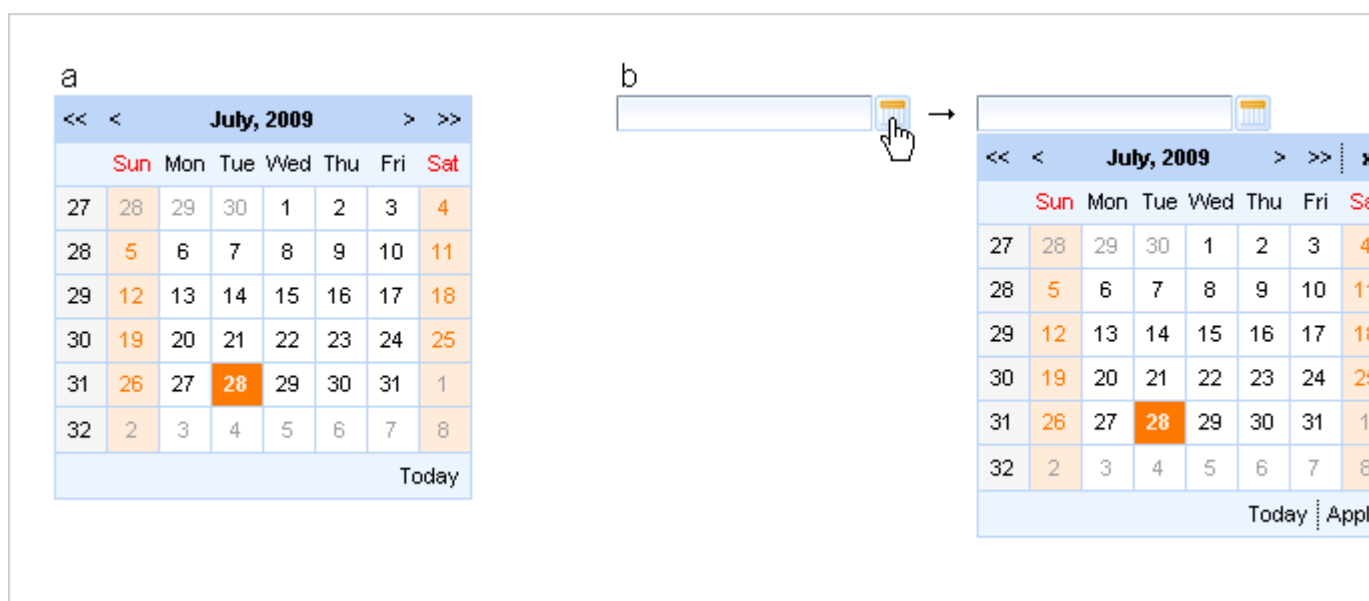 a
<< < July, 2009 > >>
Sun Mon Tue Wed Thu Fri Sat
27 28 29 30 1 2 3 4
28 5 6 7 8 9 10 11
29 12 13 14 15 16 17 18
30 19 20 21 22 23 24 25
31 26 27 28 29 30 31 1
32 2 3 4 5 6 7 8
Today
b
→
<< < July, 2009 > >>
Sun Mon Tue Wed Thu Fri
27 28 29 30 1 2 3 4
28 5 6 7 8 9 10
29 12 13 14 15 16 17
30 19 20 21 22 23 24
31 26 27 28 29 30 31 1
32 2 3 4 5 6 7
Today